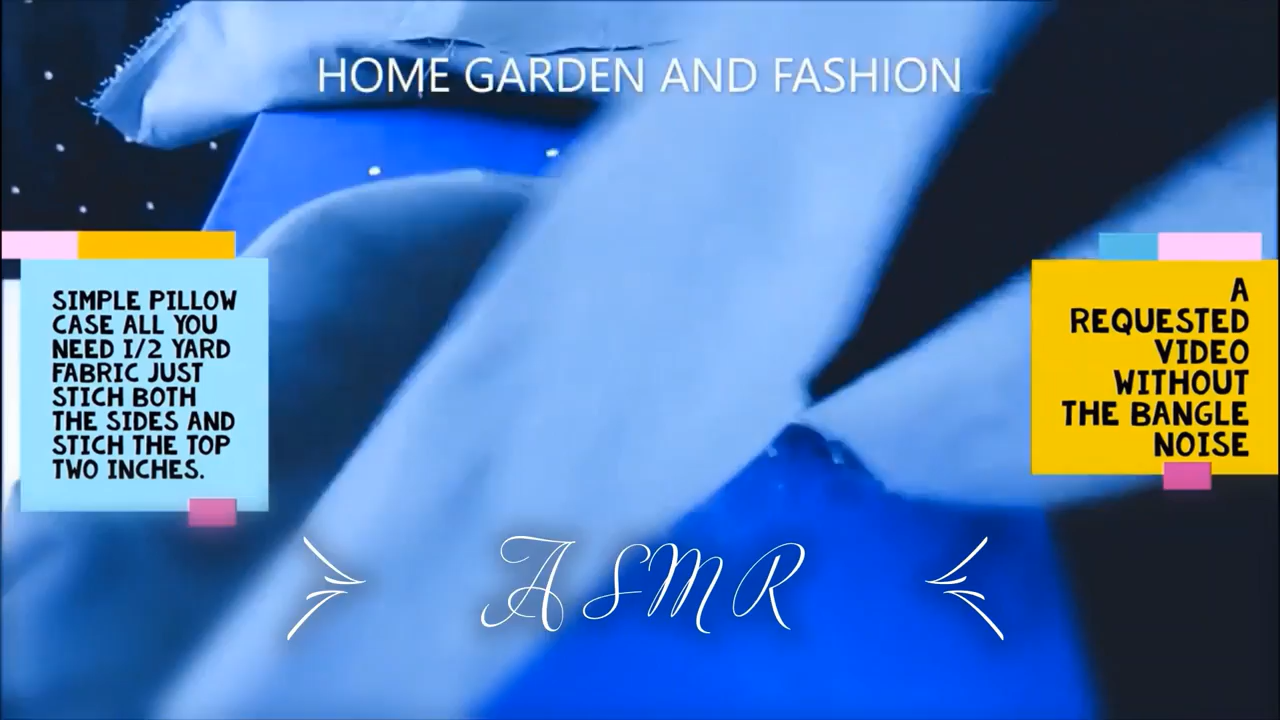 HOME GARDEN AND FASHION
SIMPLE PILLOW
CASE ALL YOU
NEED 1/2 YARD
FABRIC JUST
STICH BOTH
THE SIDES AND
STICH THE TOP
TWO INCHES.
A
REQUESTED
VIDEO
WITHOUT
THE BANGLE
NOISE
ASMR